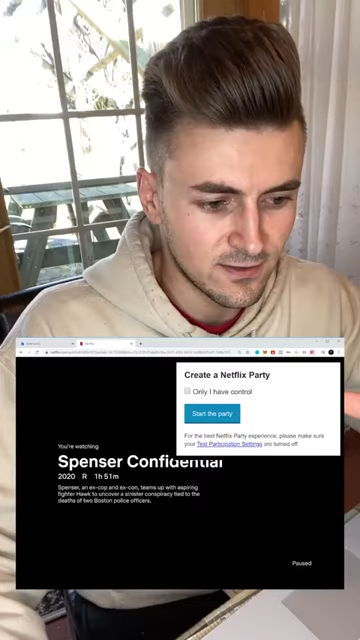 Create a Netflix Party
Only I have control
Start the party
For the best Netflix Party experience, please make sure
your Test Participation Settings are turned off.
You're watching
Spenser Confidential
2020 R 1h 51m
Spenser, an ex-cop and ex-con, teams up with aspiring
fighter Hawk to uncover a sinister conspiracy tied to the
deaths of two Boston police officers.
Paused